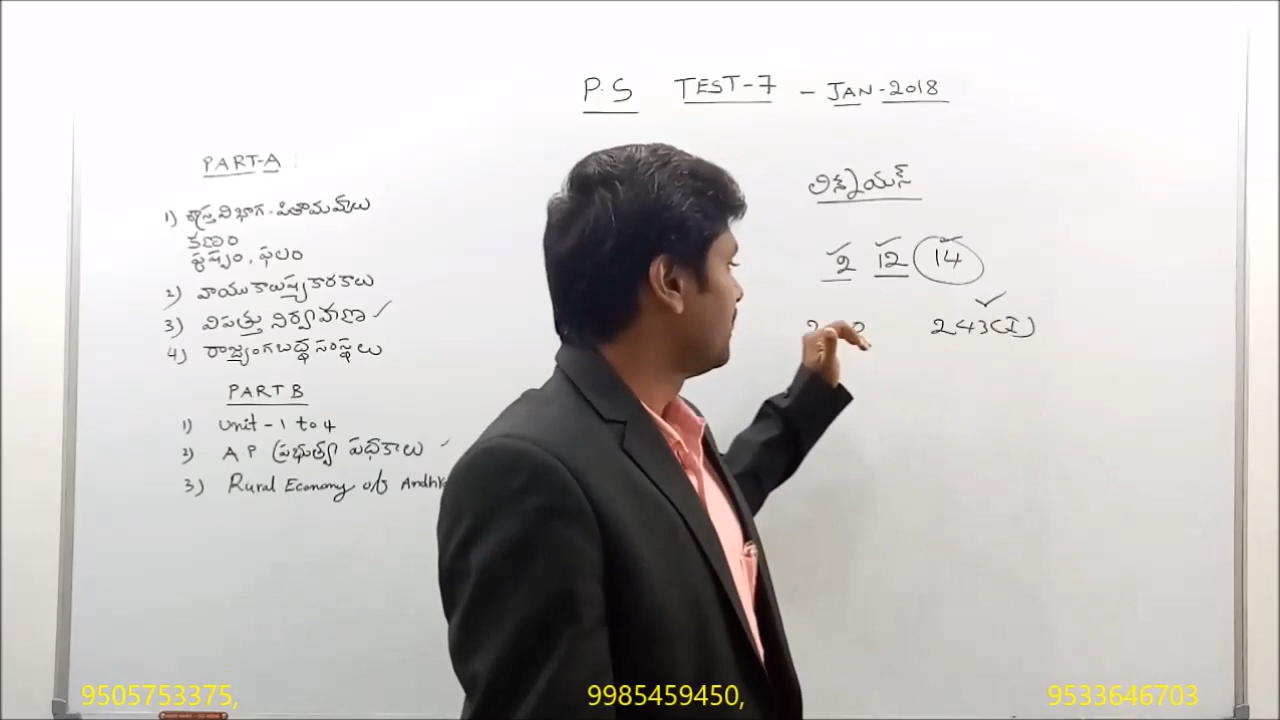 P.S TEST-7 - JAN-2018
PART-A
1) శాస్త్రవిభాగ-పితామహులు
కణం
పుష్పం, ఫలం
2) వాయుకాలుష్యకారకాలు
3) విపత్తు నిర్వహణ ✓
4) రాజ్యంగబద్ధ సంస్థలు
PART B
1) Unit-1 to 4
2) AP ప్రభుత్వ పథకాలు
3) Rural Economy of
లిన్నేయస్
2 12 14
243(I)
9505753375, 9985459450, 9533646703